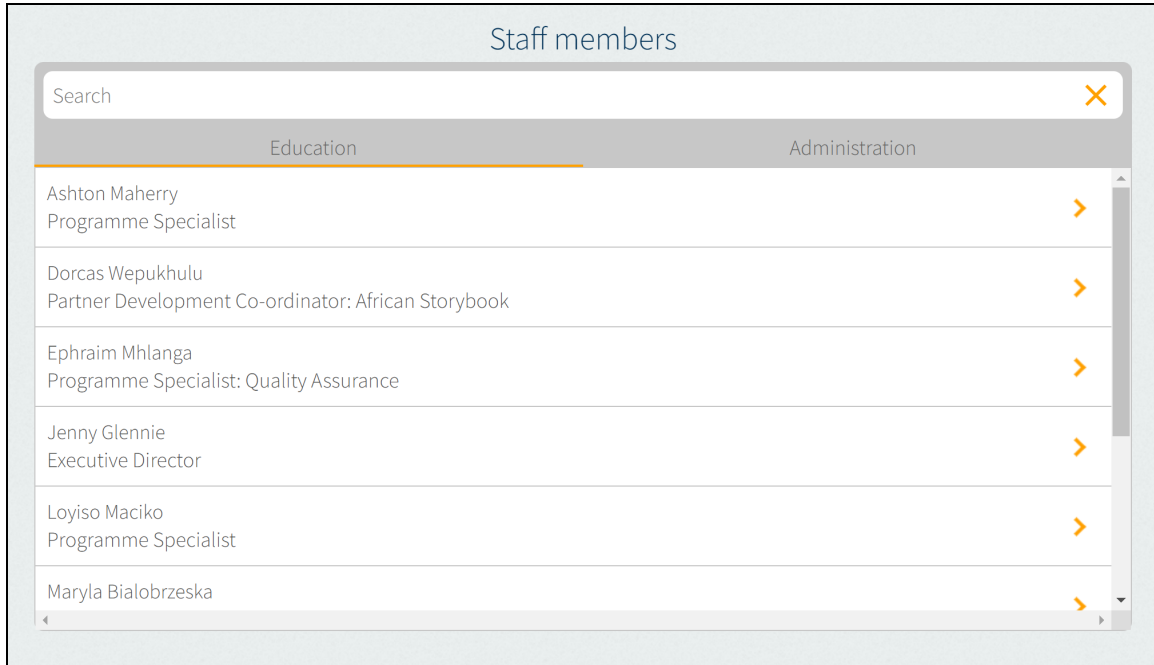 Staff members
Search
Education
Administration
Ashton Maherry
Programme Specialist
Dorcas Wepukhulu
Partner Development Co-ordinator: African Storybook
Ephraim Mhlanga
Programme Specialist: Quality Assurance
Jenny Glennie
Executive Director
Loyiso Maciko
Programme Specialist
Maryla Bialobrzeska